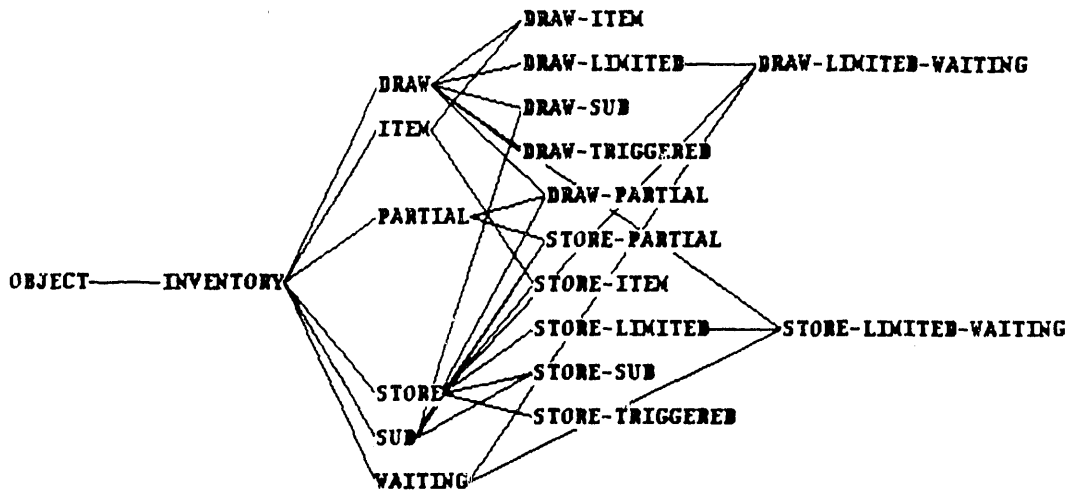 DRAW-ITEM
DRAW-LIMITED DRAW-LIMITED-WAITING
DRAW
DRAW-SUB
ITEM
DRAW-TRIGGERED
DRAW-PARTIAL
PARTIAL
STORE-PARTIAL
OBJECT INVENTORY STORE-ITEM
STORE-LIMITED STORE-LIMITED-WAITING
STORE-SUB
STORE
STORE-TRIGGERED
SUB
WAITING